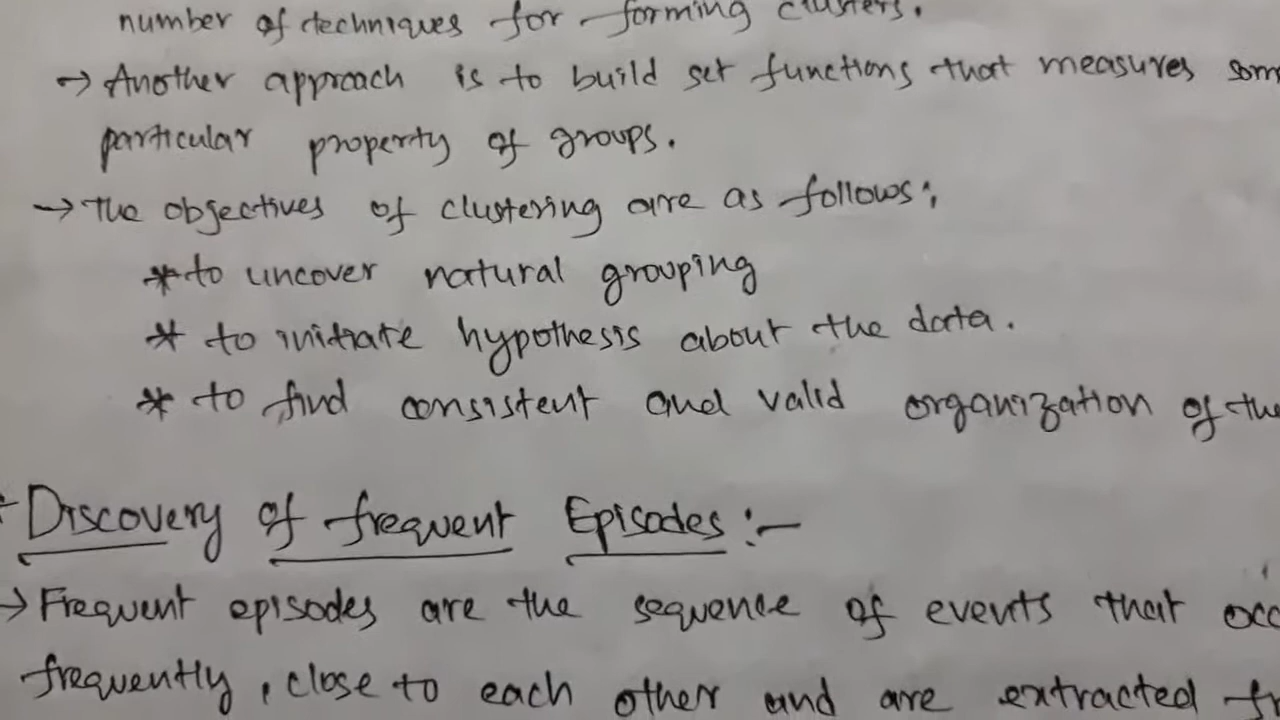 number of techniques for forming clusters.
→ Another approach is to build set functions that measures som
particular property of groups.
→ The objectives of clustering are as follows:
* to uncover natural grouping
* to initiate hypothesis about the data.
* to find consistent and valid organization of the
Discovery of frequent Episodes :-
→ Frequent episodes are the sequence of events that occ
frequently, close to each other and are extracted fr